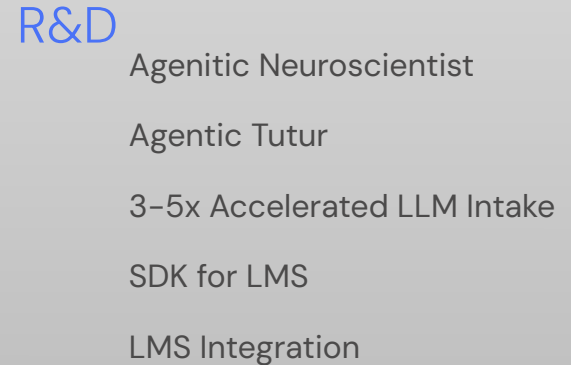 R&D
Agenitic Neuroscientist
Agentic Tutur
3-5x Accelerated LLM Intake
SDK for LMS
LMS Integration